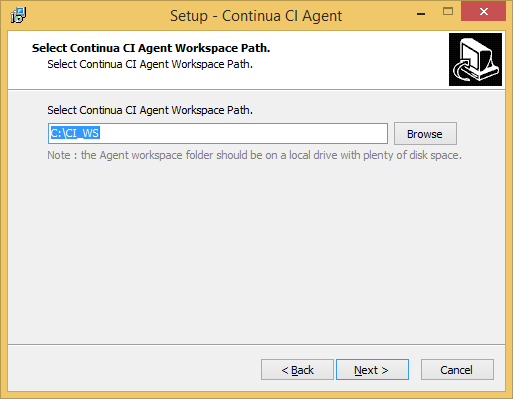 Setup - Continua CI Agent
Select Continua CI Agent Workspace Path.
Select Continua CI Agent Workspace Path.
Select Continua CI Agent Workspace Path.
C:\CI_WS
Browse
Note : the Agent workspace folder should be on a local drive with plenty of disk space.
< Back
Next >
Cancel